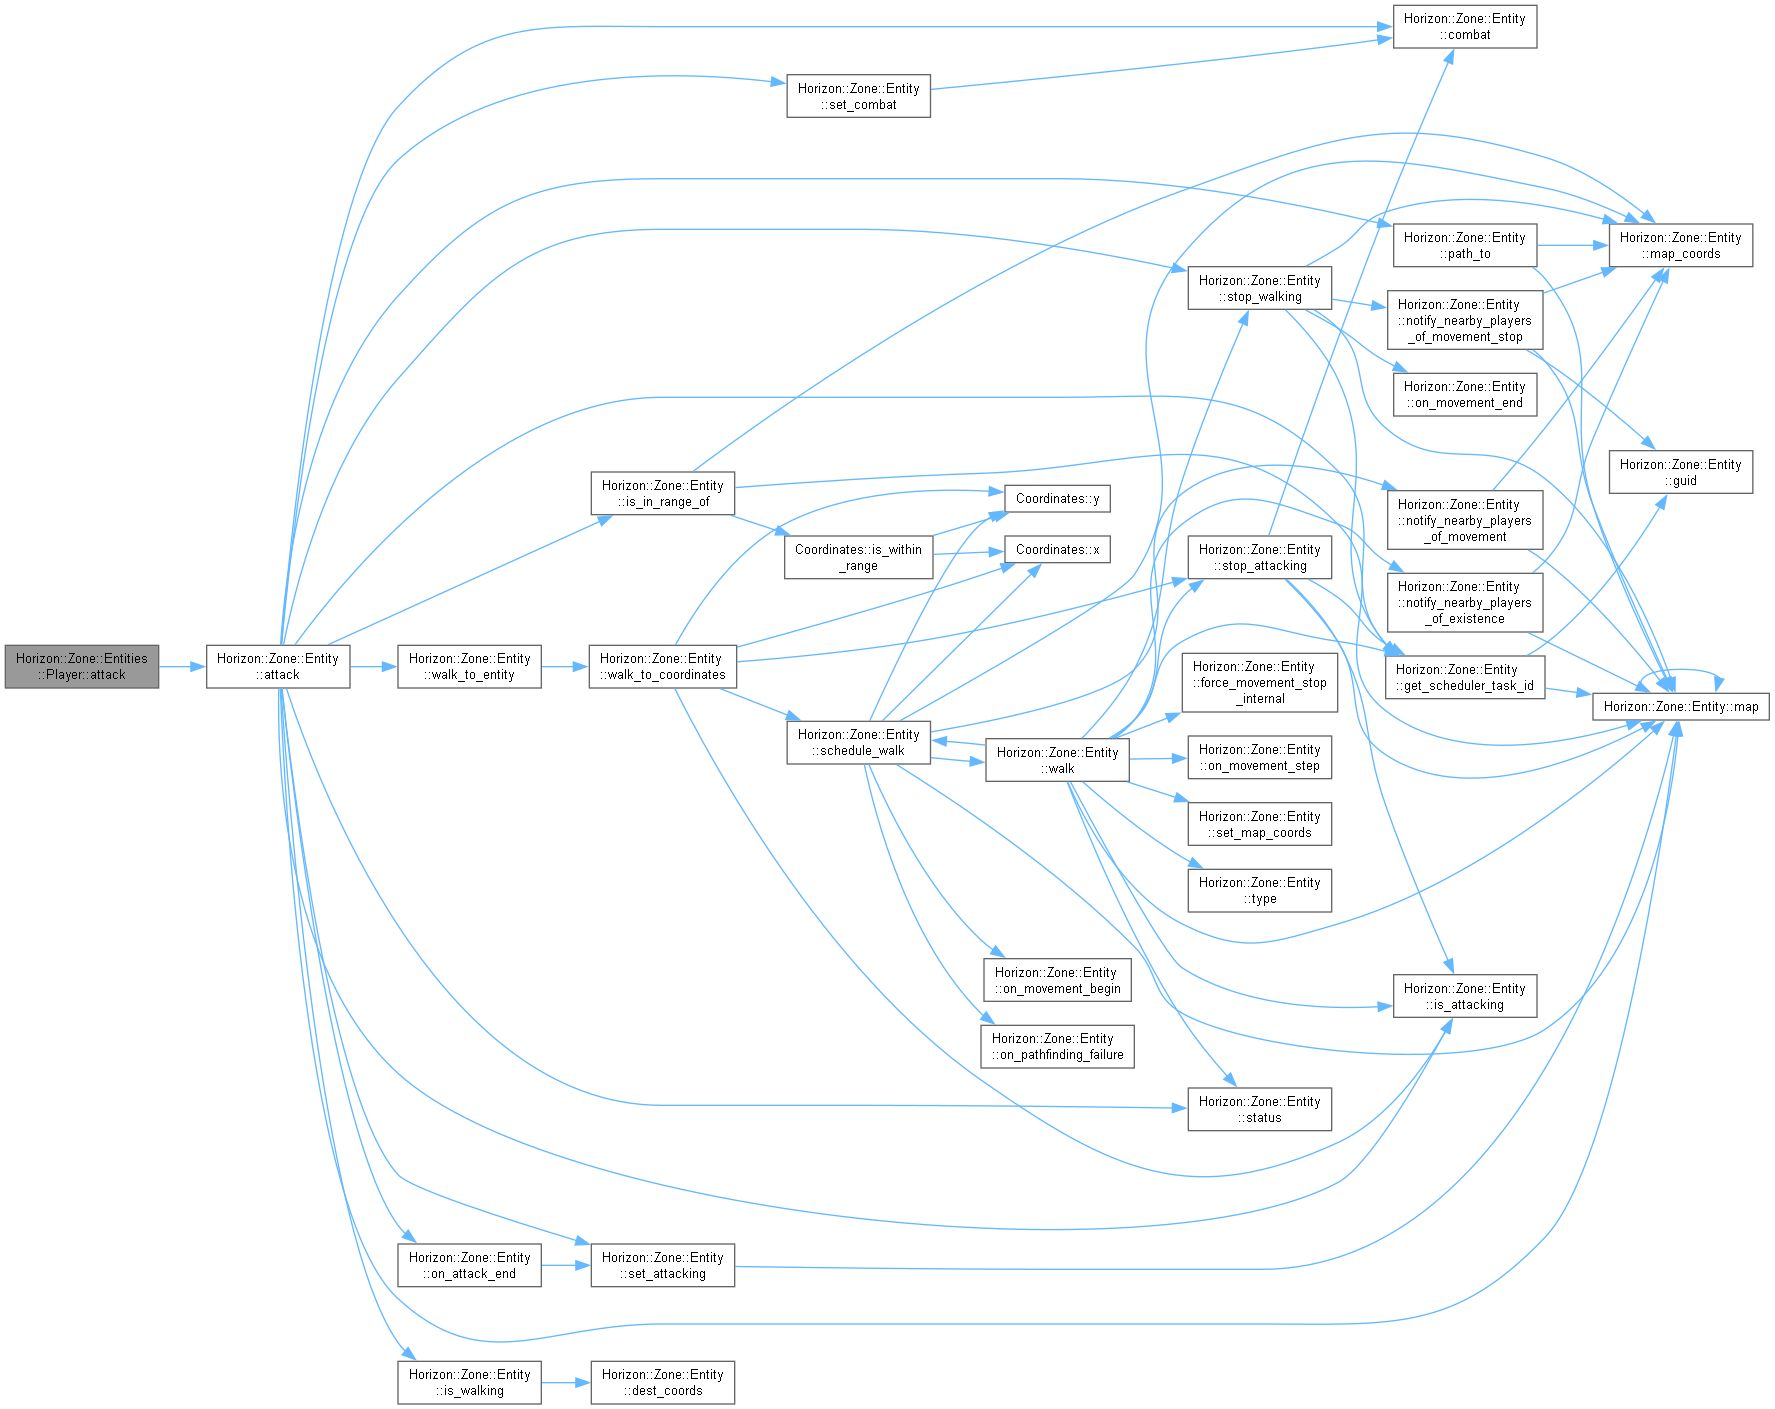 Horizon::Zone::Entity
::combat
Horizon::Zone::Entity
::set_combat
Horizon::Zone::Entity
::path_to
Horizon::Zone::Entity
::map_coords
Horizon::Zone::Entity
::stop_walking
Horizon::Zone::Entity
::notify_nearby_players
_of_movement_stop
Horizon::Zone::Entity
::on_movement_end
Horizon::Zone::Entity
::guid
Horizon::Zone::Entity
::is_in_range_of
Coordinates::y
Horizon::Zone::Entity
::notify_nearby_players
_of_movement
Coordinates::is_within
_range
Coordinates::x
Horizon::Zone::Entity
::stop_attacking
Horizon::Zone::Entity
::notify_nearby_players
_of_existence
Horizon::Zone::Entities
::Player::attack
Horizon::Zone::Entity
::attack
Horizon::Zone::Entity
::walk_to_entity
Horizon::Zone::Entity
::walk_to_coordinates
Horizon::Zone::Entity
::force_movement_stop
_internal
Horizon::Zone::Entity
::get_scheduler_task_id
Horizon::Zone::Entity::map
Horizon::Zone::Entity
::schedule_walk
Horizon::Zone::Entity
::walk
Horizon::Zone::Entity
::on_movement_step
Horizon::Zone::Entity
::set_map_coords
Horizon::Zone::Entity
::type
Horizon::Zone::Entity
::on_movement_begin
Horizon::Zone::Entity
::is_attacking
Horizon::Zone::Entity
::on_pathfinding_failure
Horizon::Zone::Entity
::status
Horizon::Zone::Entity
::on_attack_end
Horizon::Zone::Entity
::set_attacking
Horizon::Zone::Entity
::is_walking
Horizon::Zone::Entity
::dest_coords